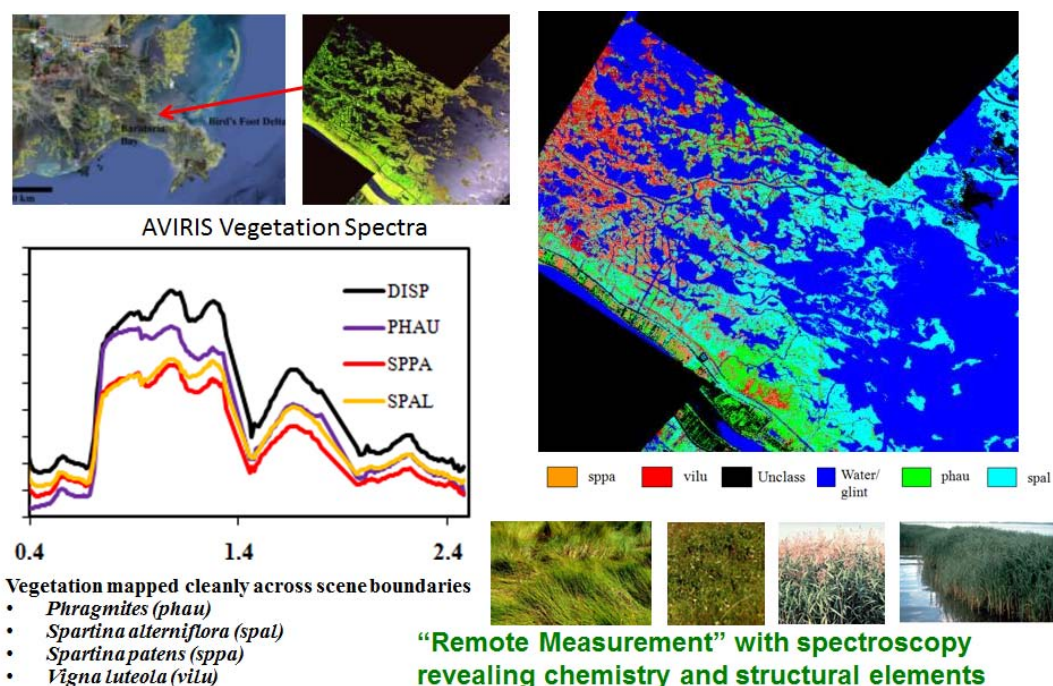 Barataria
Bay
Bird's Foot Delta
0 km
AVIRIS Vegetation Spectra
DISP
PHAU
SPPA
SPAL
0.4 1.4 2.4
sppa vilu Unclass Water/
glint phau spal
Vegetation mapped cleanly across scene boundaries
• Phragmites (phau)
• Spartina alterniflora (spal)
• Spartina patens (sppa)
• Vigna luteola (vilu)
“Remote Measurement” with spectroscopy
revealing chemistry and structural elements